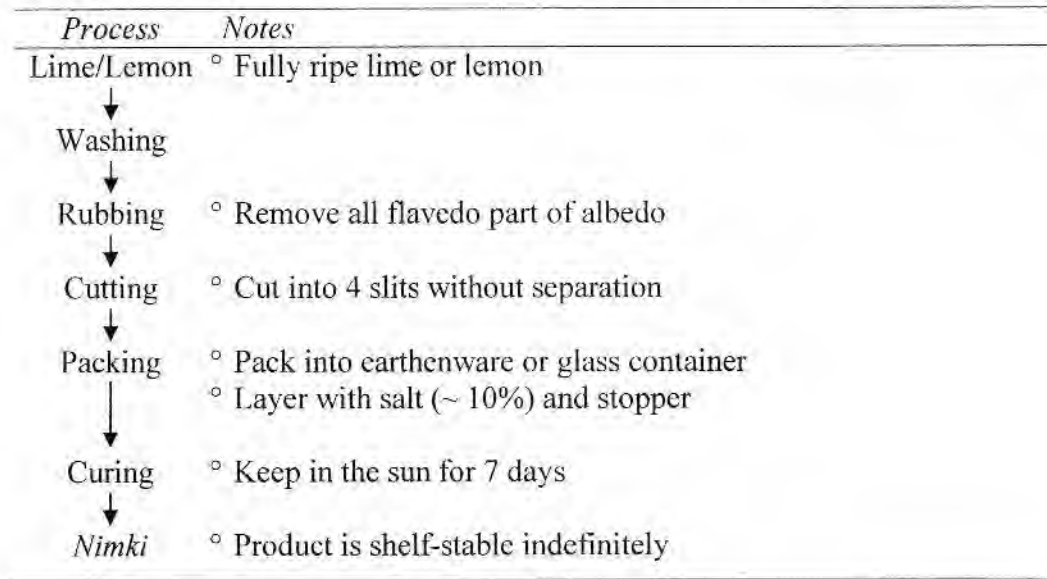 Process Notes
Lime/Lemon ° Fully ripe lime or lemon
Washing
Rubbing ° Remove all flavedo part of albedo
Cutting ° Cut into 4 slits without separation
Packing ° Pack into earthenware or glass container
° Layer with salt (~ 10%) and stopper
Curing ° Keep in the sun for 7 days
Nimki ° Product is shelf-stable indefinitely